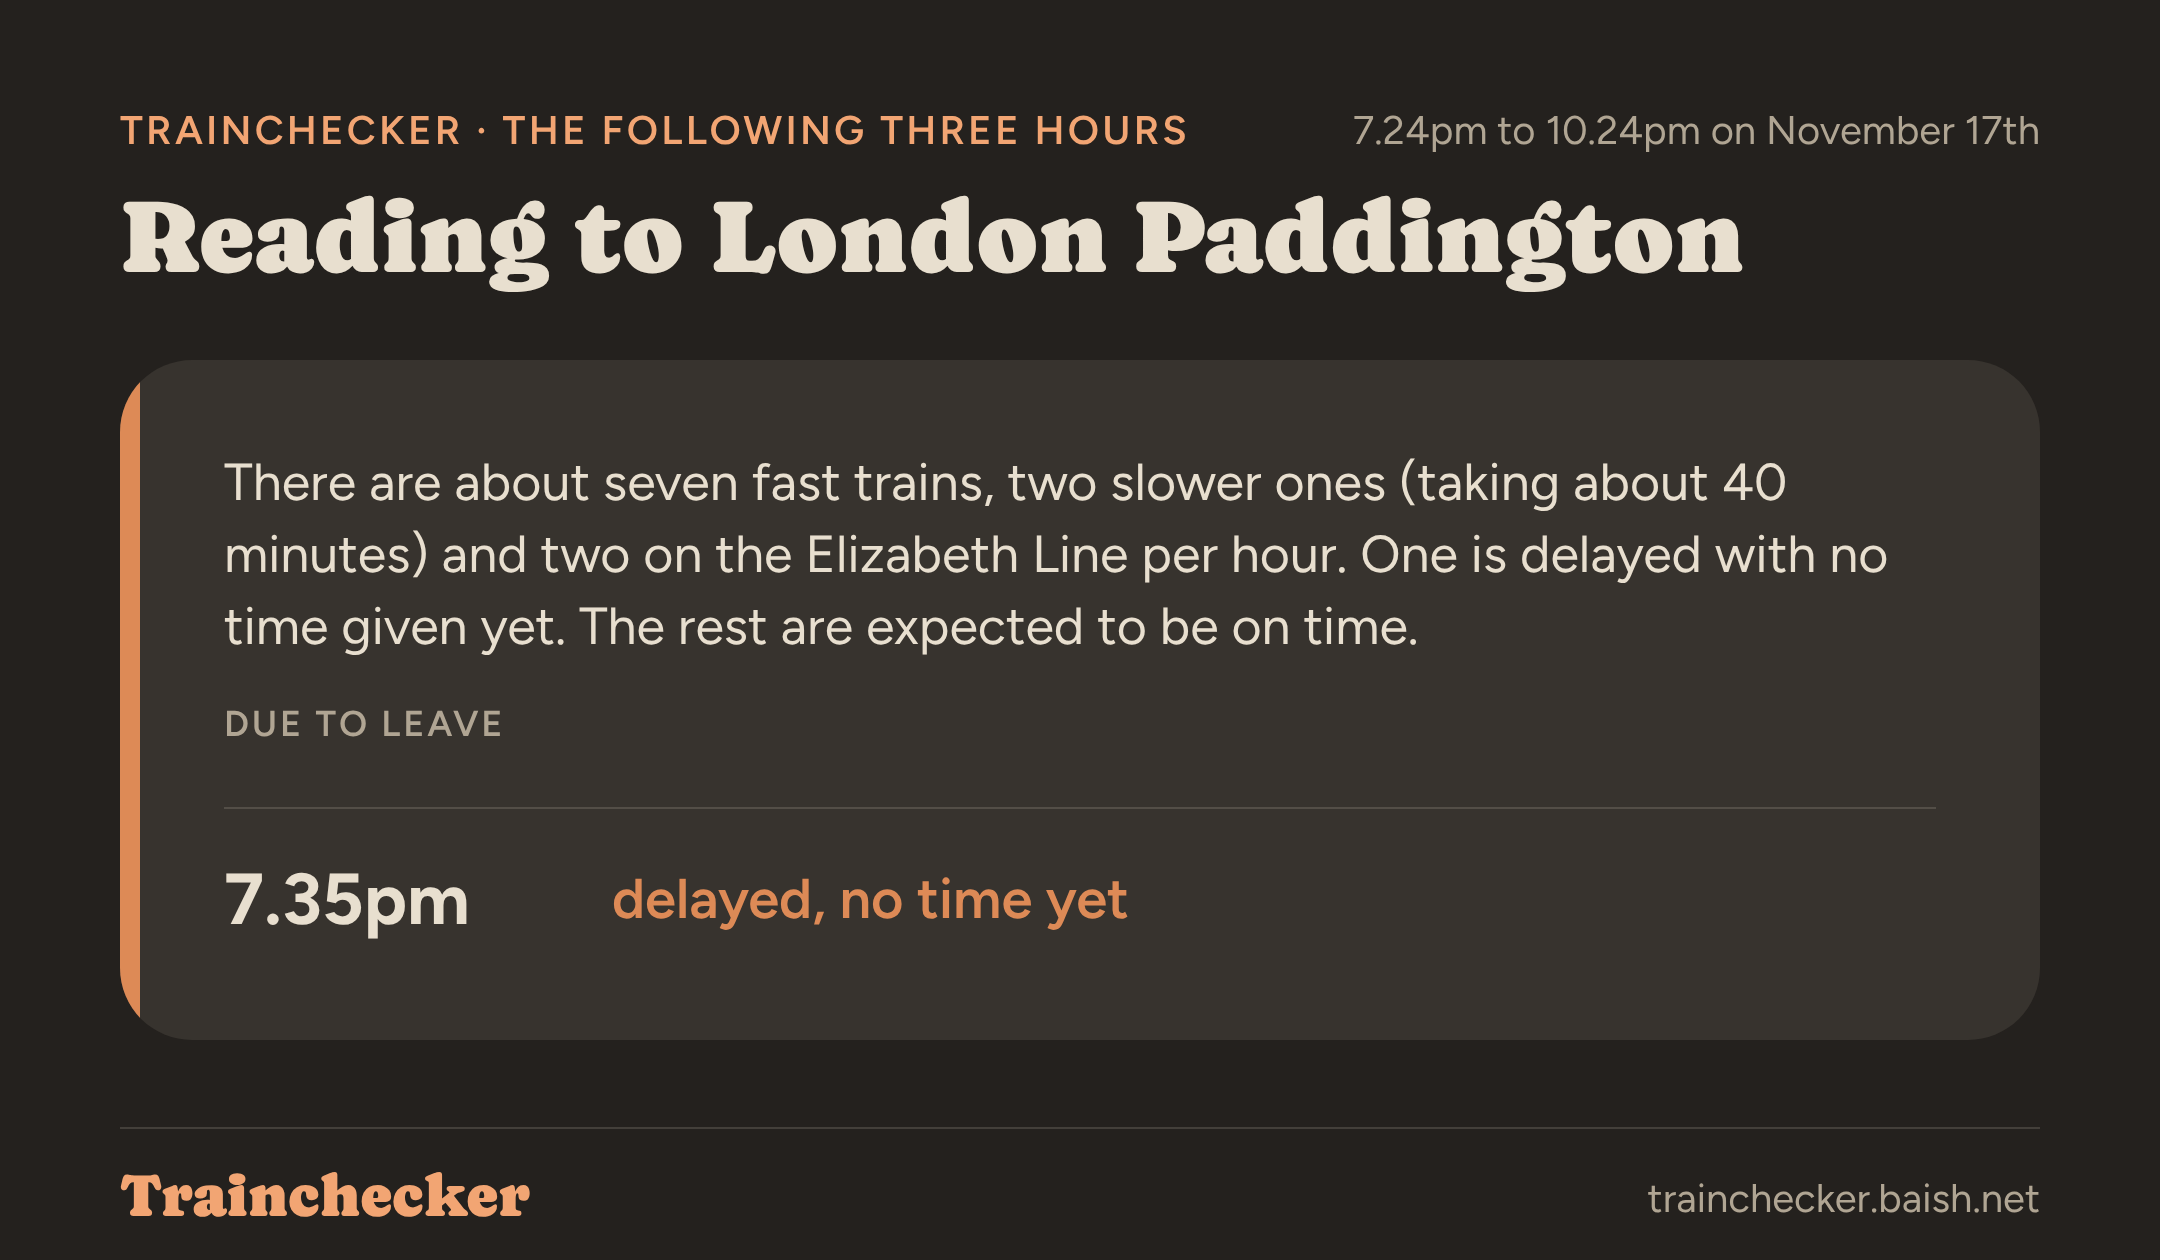 TRAINCHECKER · THE FOLLOWING THREE HOURS
7.24pm to 10.24pm on November 17th
Reading to London Paddington
There are about seven fast trains, two slower ones (taking about 40
minutes) and two on the Elizabeth Line per hour. One is delayed with no
time given yet. The rest are expected to be on time.
DUE TO LEAVE
7.35pm delayed, no time yet
Trainchecker
trainchecker.baish.net